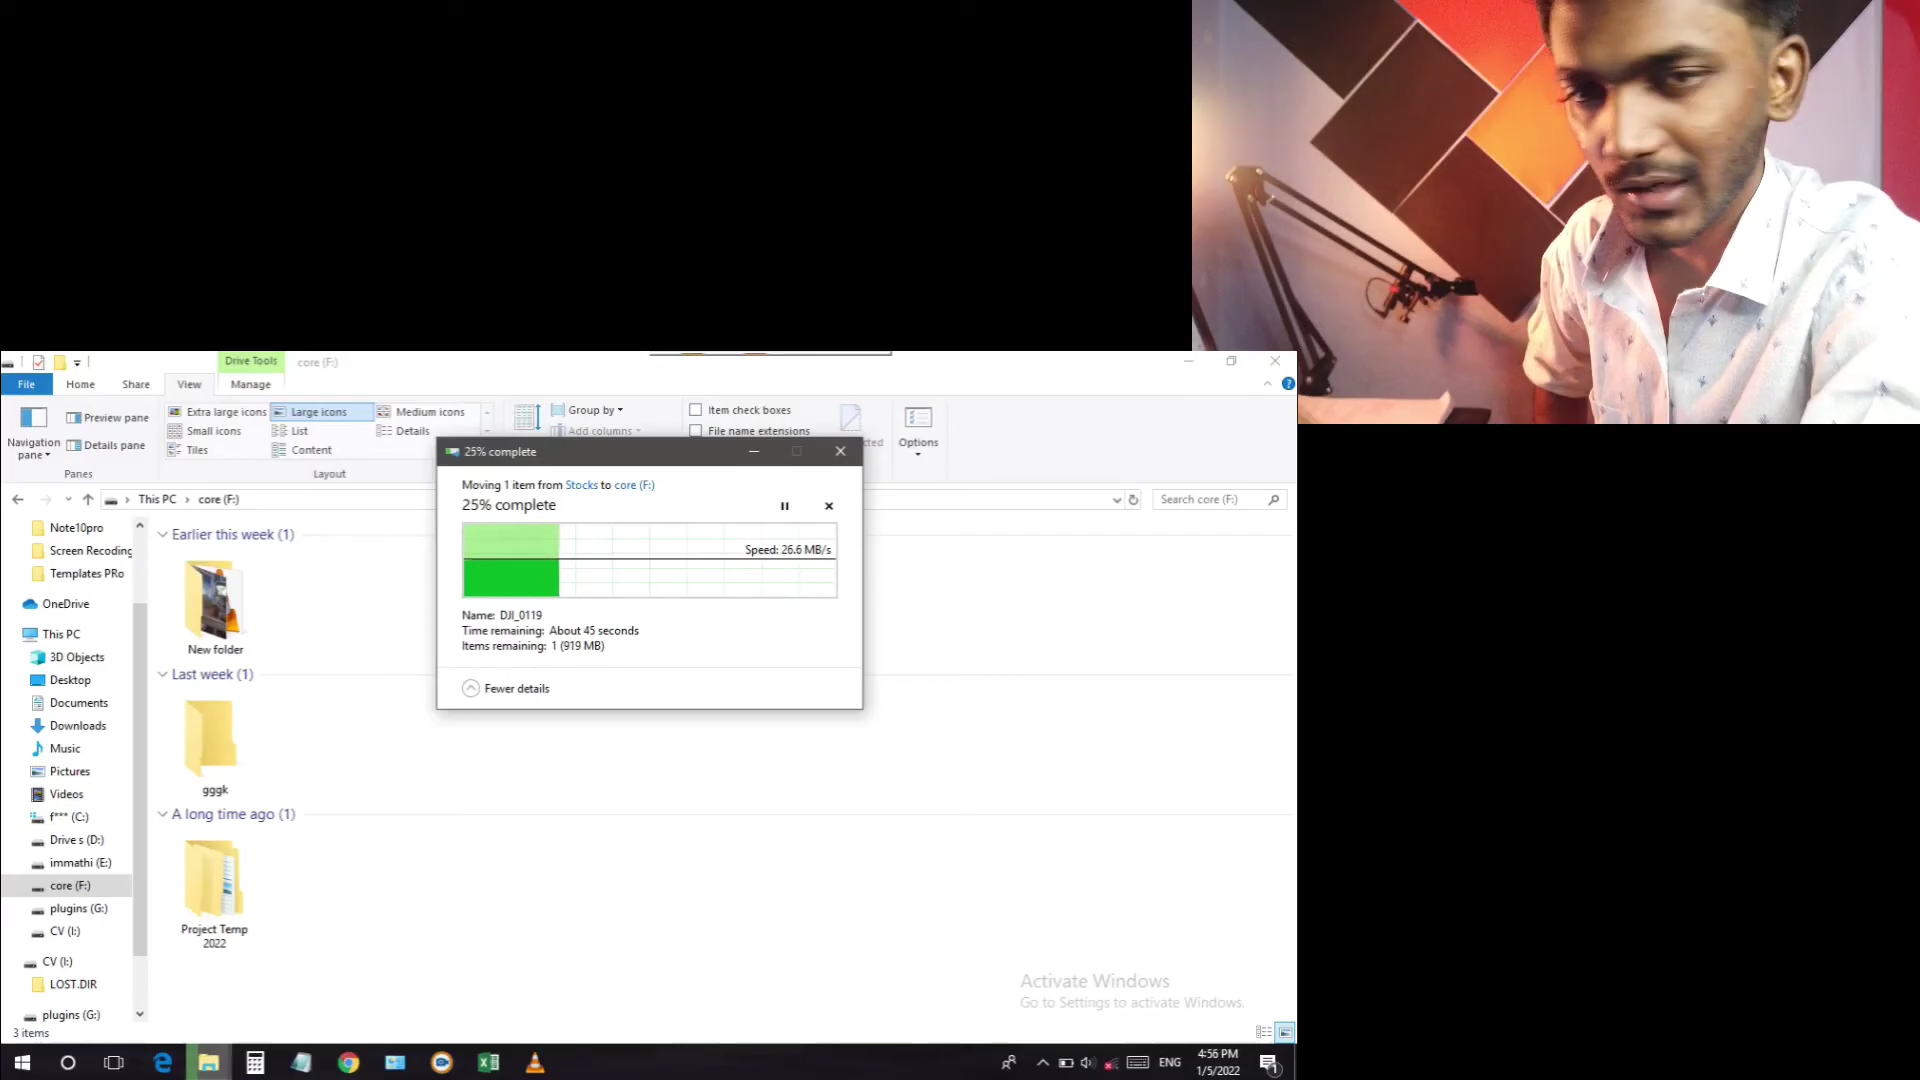 Drive Tools
core (F:)
File
Home
Share
View
Manage
Navigation pane
Preview pane
Details pane
Panes
Extra large icons
Large icons
Medium icons
Small icons
List
Details
Tiles
Content
Layout
Group by
Add columns
Item check boxes
File name extensions
Options
This PC > core (F:)
Search core (F:)
Note10pro
Screen Recording
Templates PRo
OneDrive
This PC
3D Objects
Desktop
Documents
Downloads
Music
Pictures
Videos
f*** (C:)
Drive s (D:)
immathi (E:)
core (F:)
plugins (G:)
CV (I:)
CV (I:)
LOST.DIR
plugins (G:)
3 items
Earlier this week (1)
New folder
Last week (1)
gggk
A long time ago (1)
Project Temp
2022
25% complete
Moving 1 item from Stocks to core (F:)
25% complete
Speed: 26.6 MB/s
Name: DJI_0119
Time remaining: About 45 seconds
Items remaining: 1 (919 MB)
Fewer details
Activate Windows
Go to Settings to activate Windows.
ENG
4:56 PM
1/5/2022